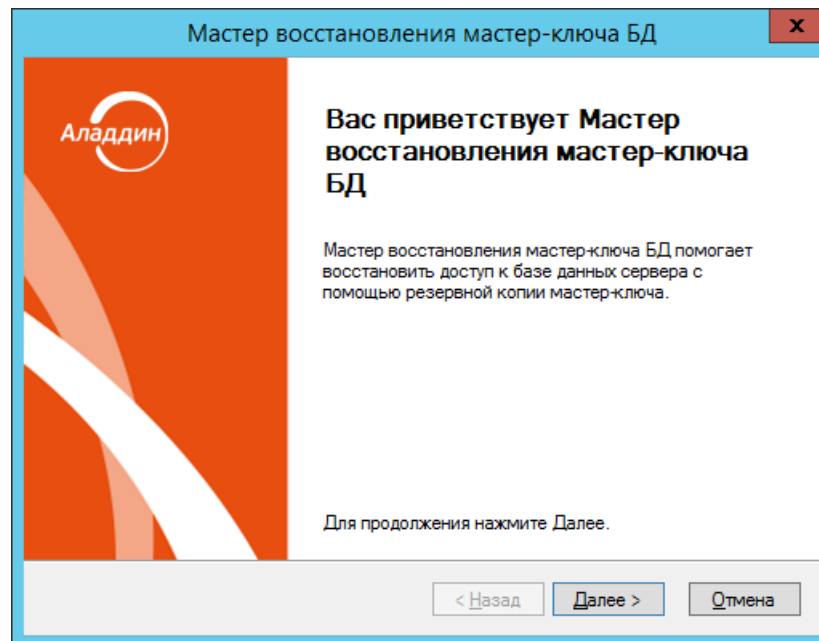 Мастер восстановления мастер-ключа БД
x
Аладдин
Вас приветствует Мастер
восстановления мастер-ключа
БД
Мастер восстановления мастер-ключа БД помогает
восстановить доступ к базе данных сервера с
помощью резервной копии мастер-ключа.
Для продолжения нажмите Далее.
< Назад Далее > Отмена